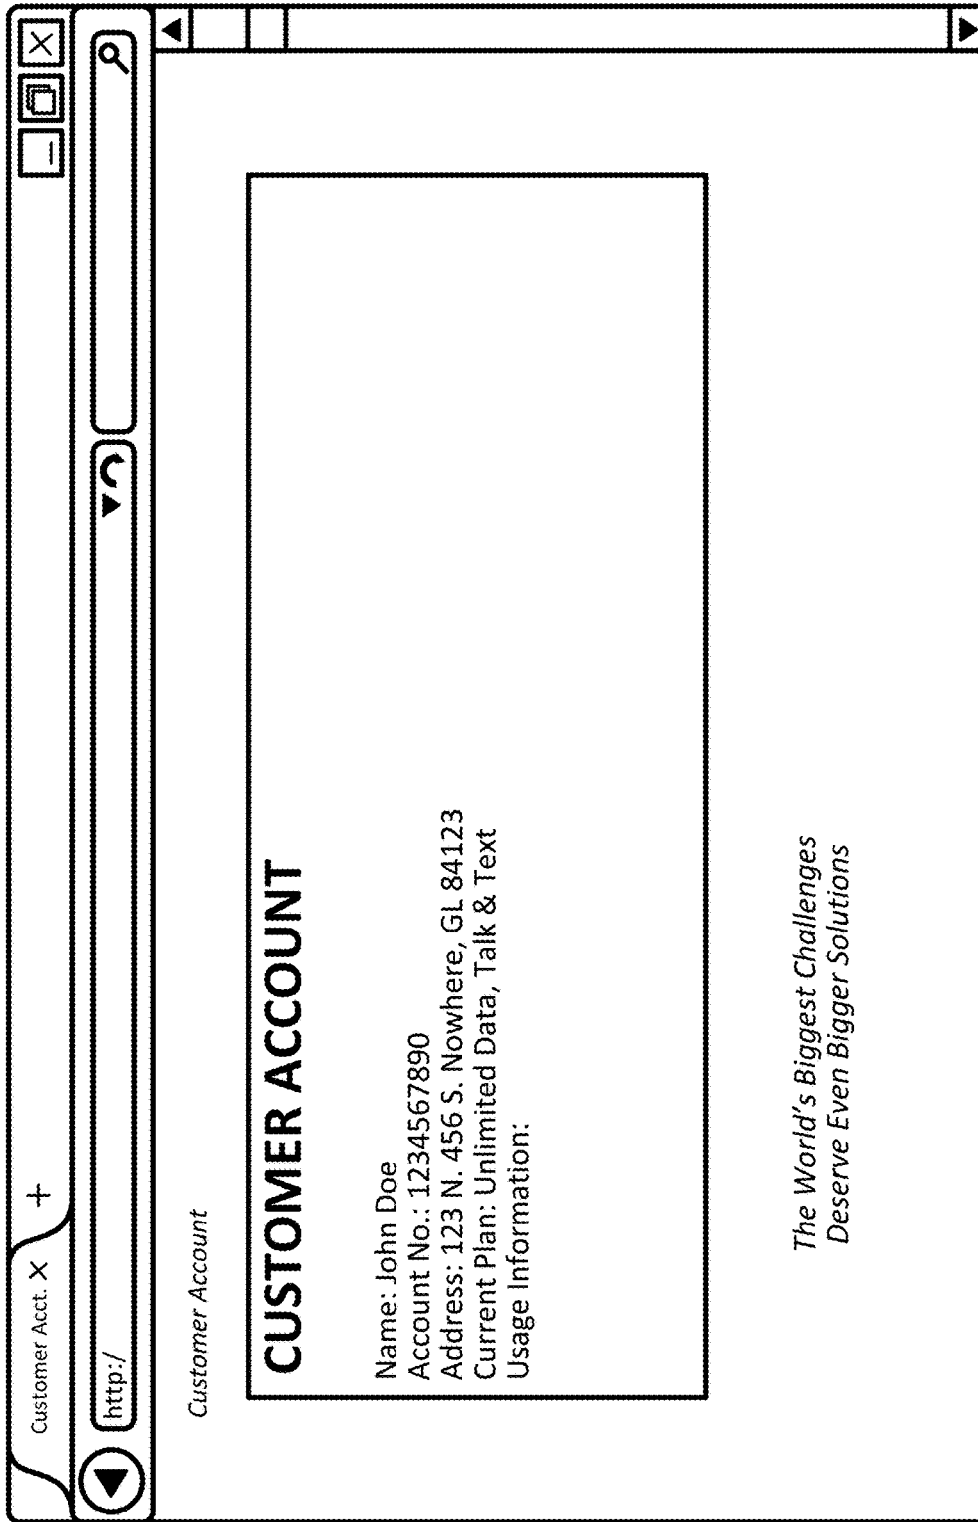 Customer Acct.
http:/
Customer Account
CUSTOMER ACCOUNT
Name: John Doe
Account No.: 1234567890
Address: 123 N. 456 S. Nowhere, GL 84123
Current Plan: Unlimited Data, Talk & Text
Usage Information:
The World's Biggest Challenges
Deserve Even Bigger Solutions